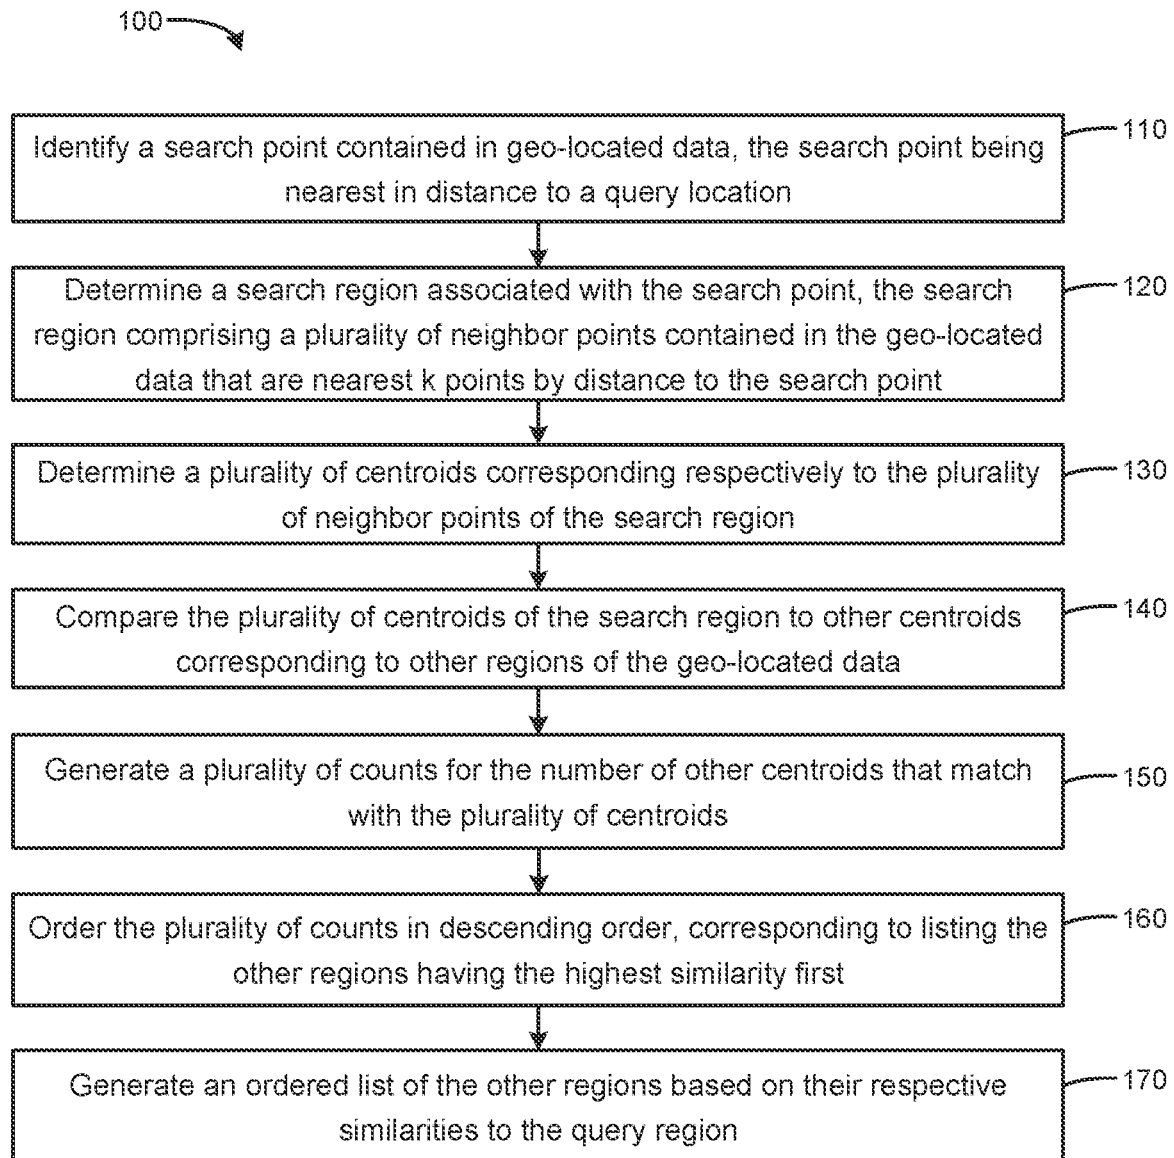 100
Identify a search point contained in geo-located data, the search point being
nearest in distance to a query location
110
Determine a search region associated with the search point, the search
region comprising a plurality of neighbor points contained in the geo-located
data that are nearest k points by distance to the search point
120
Determine a plurality of centroids corresponding respectively to the plurality
of neighbor points of the search region
130
Compare the plurality of centroids of the search region to other centroids
corresponding to other regions of the geo-located data
140
Generate a plurality of counts for the number of other centroids that match
with the plurality of centroids
150
Order the plurality of counts in descending order, corresponding to listing the
other regions having the highest similarity first
160
Generate an ordered list of the other regions based on their respective
similarities to the query region
170